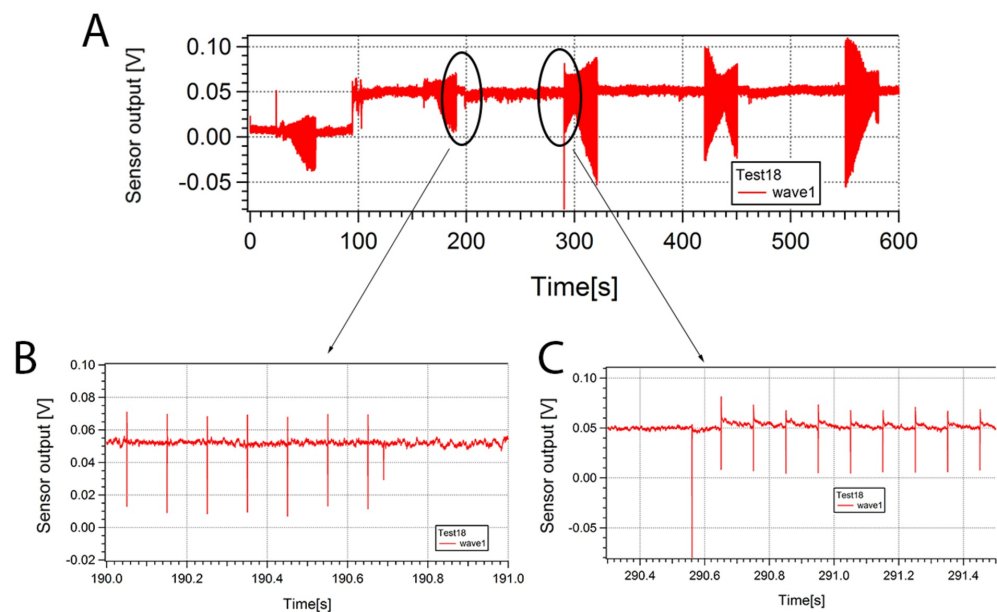 A
Sensor output [V]
0.10
0.05
0.00
-0.05
Test18
wave1
0 100 200 300 400 500 600
Time[s]
B
Sensor output [V]
0.10
0.08
0.06
0.04
0.02
0.00
-0.02
Test18
wave1
190.0 190.2 190.4 190.6 190.8 191.0
Time[s]
C
Sensor output [V]
0.10
0.05
0.00
-0.05
Test18
wave1
290.4 290.6 290.8 291.0 291.2 291.4
Time[s]